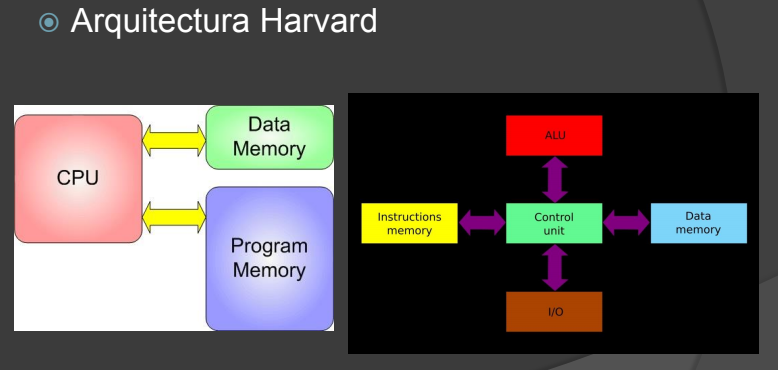 Arquitectura Harvard
CPU
Data
Memory
Program
Memory
ALU
Instructions
memory
Control
unit
Data
memory
I/O